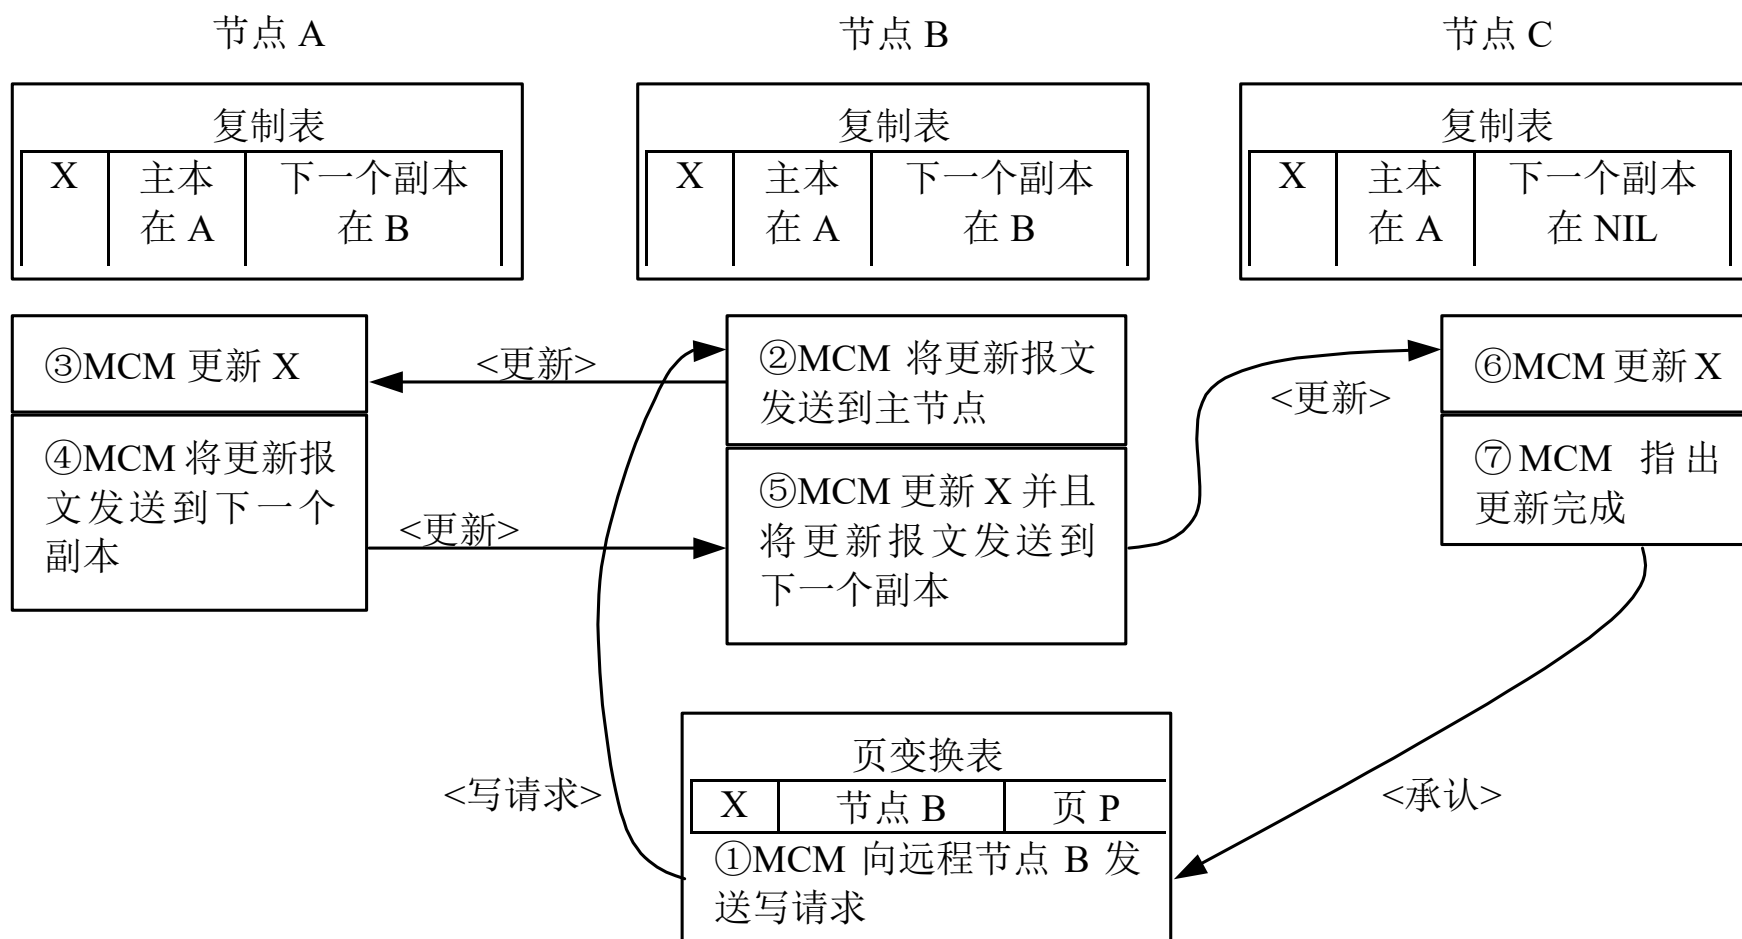 节点 A
节点 B
节点 C
复制表
X 主本 下一个副本
在 A 在 B
复制表
X 主本 下一个副本
在 A 在 B
复制表
X 主本 下一个副本
在 A 在 NIL
③MCM 更新 X
<更新>
②MCM 将更新报文
发送到主节点
<更新>
⑥MCM 更新 X
④MCM 将更新报
文发送到下一个
副本
<更新>
⑤MCM 更新 X 并且
将更新报文发送到
下一个副本
⑦MCM 指出
更新完成
<写请求>
页变换表
X 节点 B 页 P
①MCM 向远程节点 B 发
送写请求
<承认>